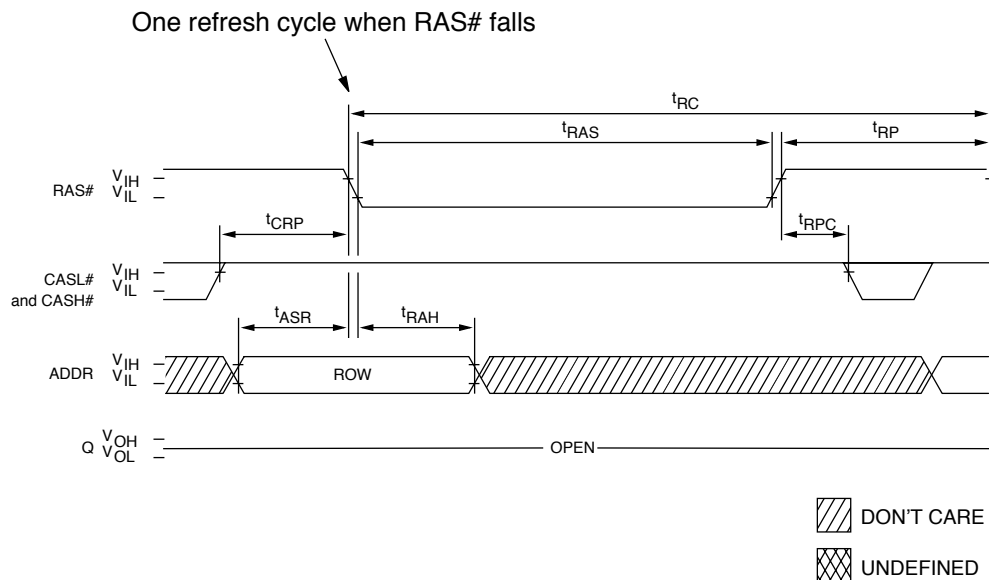 One refresh cycle when RAS# falls
tRC
tRAS
tRP
RAS#
VIH
VIL
tCRP
tRPC
CASL#
and CASH#
VIH
VIL
tASR
tRAH
ADDR
VIH
VIL
ROW
Q
VOH
VOL
OPEN
DON'T CARE
UNDEFINED